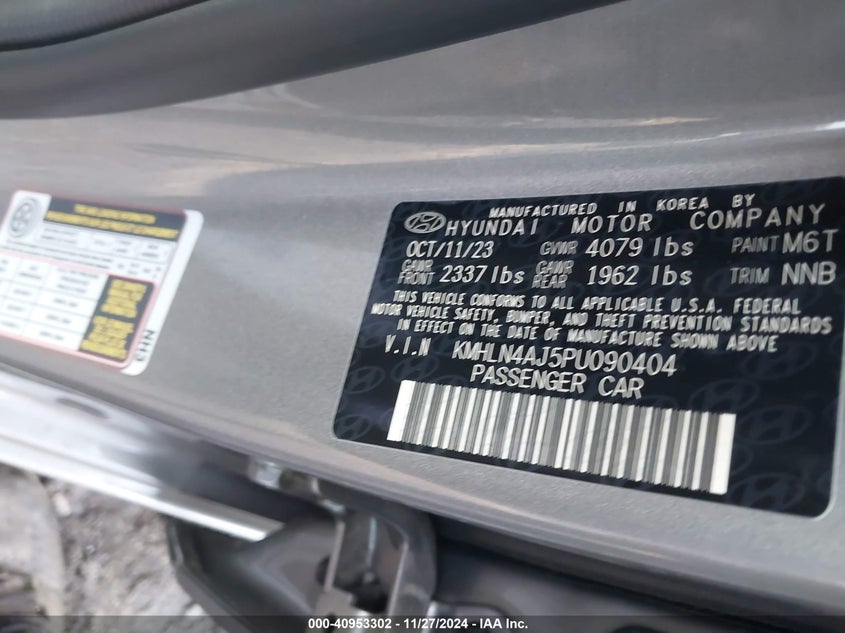 MANUFACTURED IN KOREA BY
HYUNDAI MOTOR COMPANY
OCT/11/23 GVWR 4079 lbs PAINT M6T
GAWR FRONT 2337 lbs GAWR REAR 1962 lbs TRIM NNB
THIS VEHICLE CONFORMS TO ALL APPLICABLE U.S.A. FEDERAL
MOTOR VEHICLE SAFETY, BUMPER, AND THEFT PREVENTION STANDARDS
IN EFFECT ON THE DATE OF MANUFACTURE SHOWN ABOVE
V.I.N KMHLN4AJ5PU090404
PASSENGER CAR
000-40953302 - 11/27/2024 - © IAA Holdings, LLC.